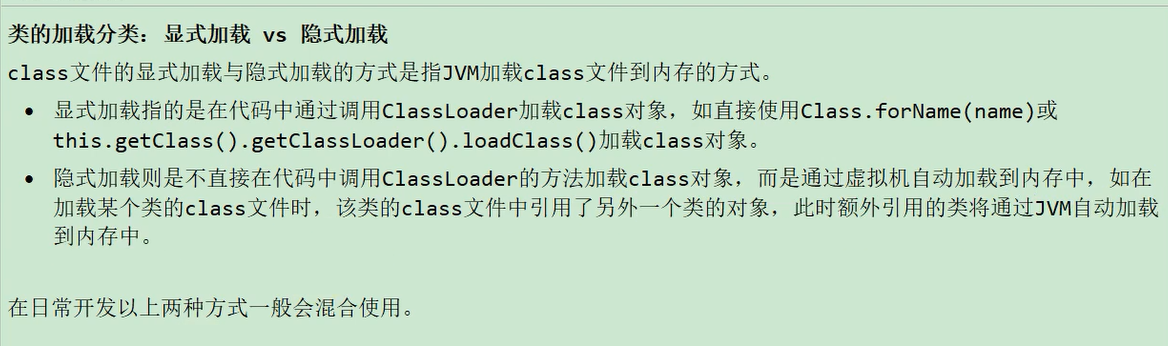 类的加载分类：显式加载 vs 隐式加载
class文件的显式加载与隐式加载的方式是指JVM加载class文件到内存的方式。
• 显式加载指的是在代码中通过调用ClassLoader加载class对象，如直接使用Class.forName(name)或
this.getClass().getClassLoader().loadClass()加载class对象。
• 隐式加载则是不直接在代码中调用ClassLoader的方法加载class对象，而是通过虚拟机自动加载到内存中，如在
加载某个类的class文件时，该类的class文件中引用了另外一个类的对象，此时额外引用的类将通过JVM自动加载
到内存中。
在日常开发以上两种方式一般会混合使用。